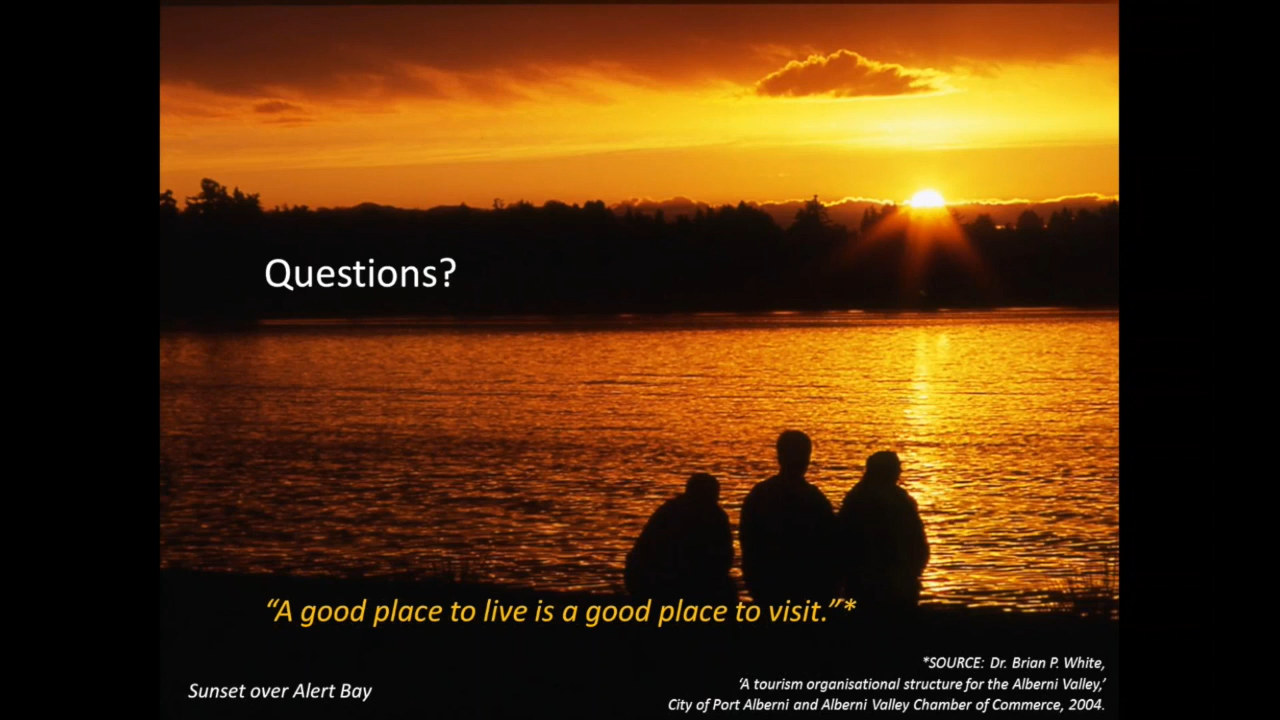 Questions?
“A good place to live is a good place to visit.”*
*SOURCE: Dr. Brian P. White,
‘A tourism organisational structure for the Alberni Valley,’
City of Port Alberni and Alberni Valley Chamber of Commerce, 2004.
Sunset over Alert Bay